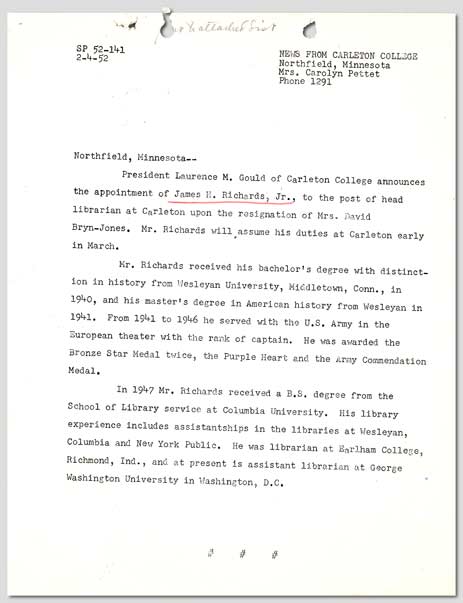 attached list
SP 52-141
2-4-52
NEWS FROM CARLETON COLLEGE
Northfield, Minnesota
Mrs. Carolyn Pettet
Phone 1291
Northfield, Minnesota--
President Laurence M. Gould of Carleton College announces
the appointment of James H. Richards, Jr., to the post of head
librarian at Carleton upon the resignation of Mrs. David
Bryn-Jones. Mr. Richards will assume his duties at Carleton early
in March.
Mr. Richards received his bachelor's degree with distinct-
ion in history from Wesleyan University, Middletown, Conn., in
1940, and his master's degree in American history from Wesleyan in
1941. From 1941 to 1946 he served with the U.S. Army in the
European theater with the rank of captain. He was awarded the
Bronze Star Medal twice, the Purple Heart and the Army Commendation
Medal.
In 1947 Mr. Richards received a B.S. degree from the
School of Library service at Columbia University. His library
experience includes assistantships in the libraries at Wesleyan,
Columbia and New York Public. He was librarian at Earlham College,
Richmond, Ind., and at present is assistant librarian at George
Washington University in Washington, D.C.
# # #